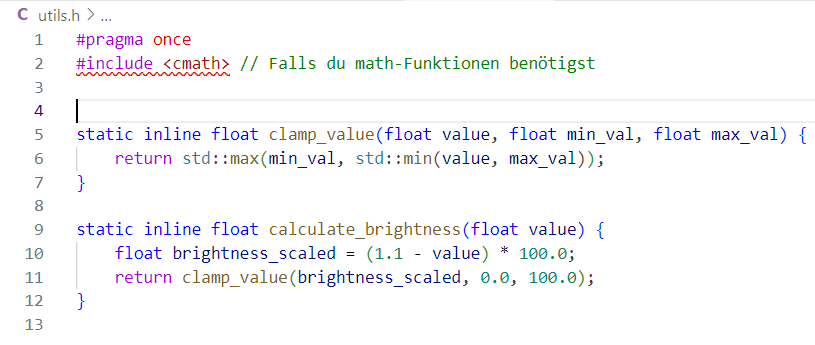 C utils.h > ...
1 #pragma once
2 #include <cmath> // Falls du math-Funktionen benötigst
3
4
5 static inline float clamp_value(float value, float min_val, float max_val) {
6     return std::max(min_val, std::min(value, max_val));
7 }
8
9 static inline float calculate_brightness(float value) {
10     float brightness_scaled = (1.1 - value) * 100.0;
11     return clamp_value(brightness_scaled, 0.0, 100.0);
12 }
13